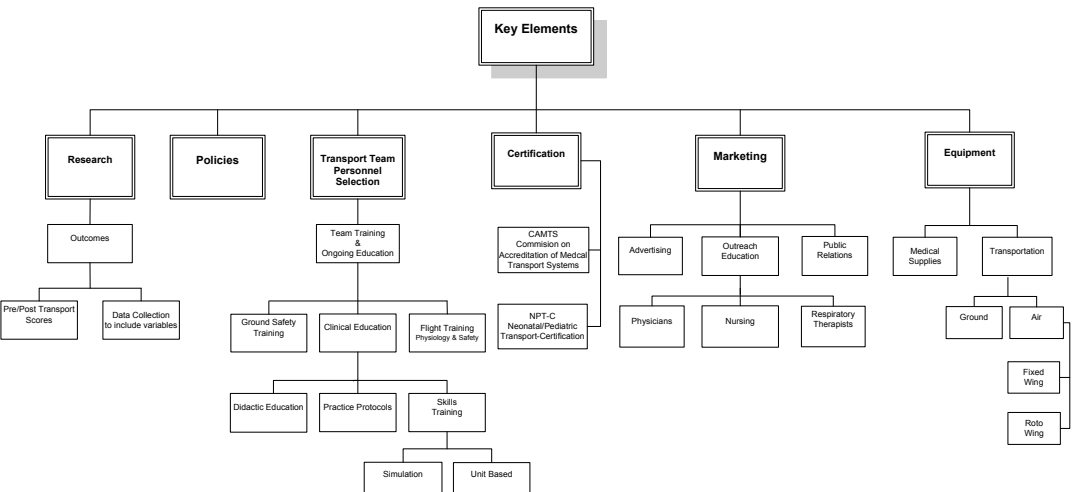 Key Elements
Research
Policies
Transport Team
Personnel
Selection
Certification
Marketing
Equipment
Outcomes
Team Training
&
Ongoing Education
CAMTS
Commision on
Accreditation of Medcal
Transport Systems
Advertising
Outreach
Education
Public
Relations
Medical
Supplies
Transportation
Pre/Post Transport
Scores
Data Collection
to include variables
Ground Safety
Training
Clinical Education
Flight Training
Physiology & Safety
NPT-C
Neonatal/Pediatric
Transport-Certification
Physicians
Nursing
Respiratory
Therapists
Ground
Air
Fixed
Wing
Didactic Education
Practice Protocols
Skills
Training
Roto
Wing
Simulation
Unit Based